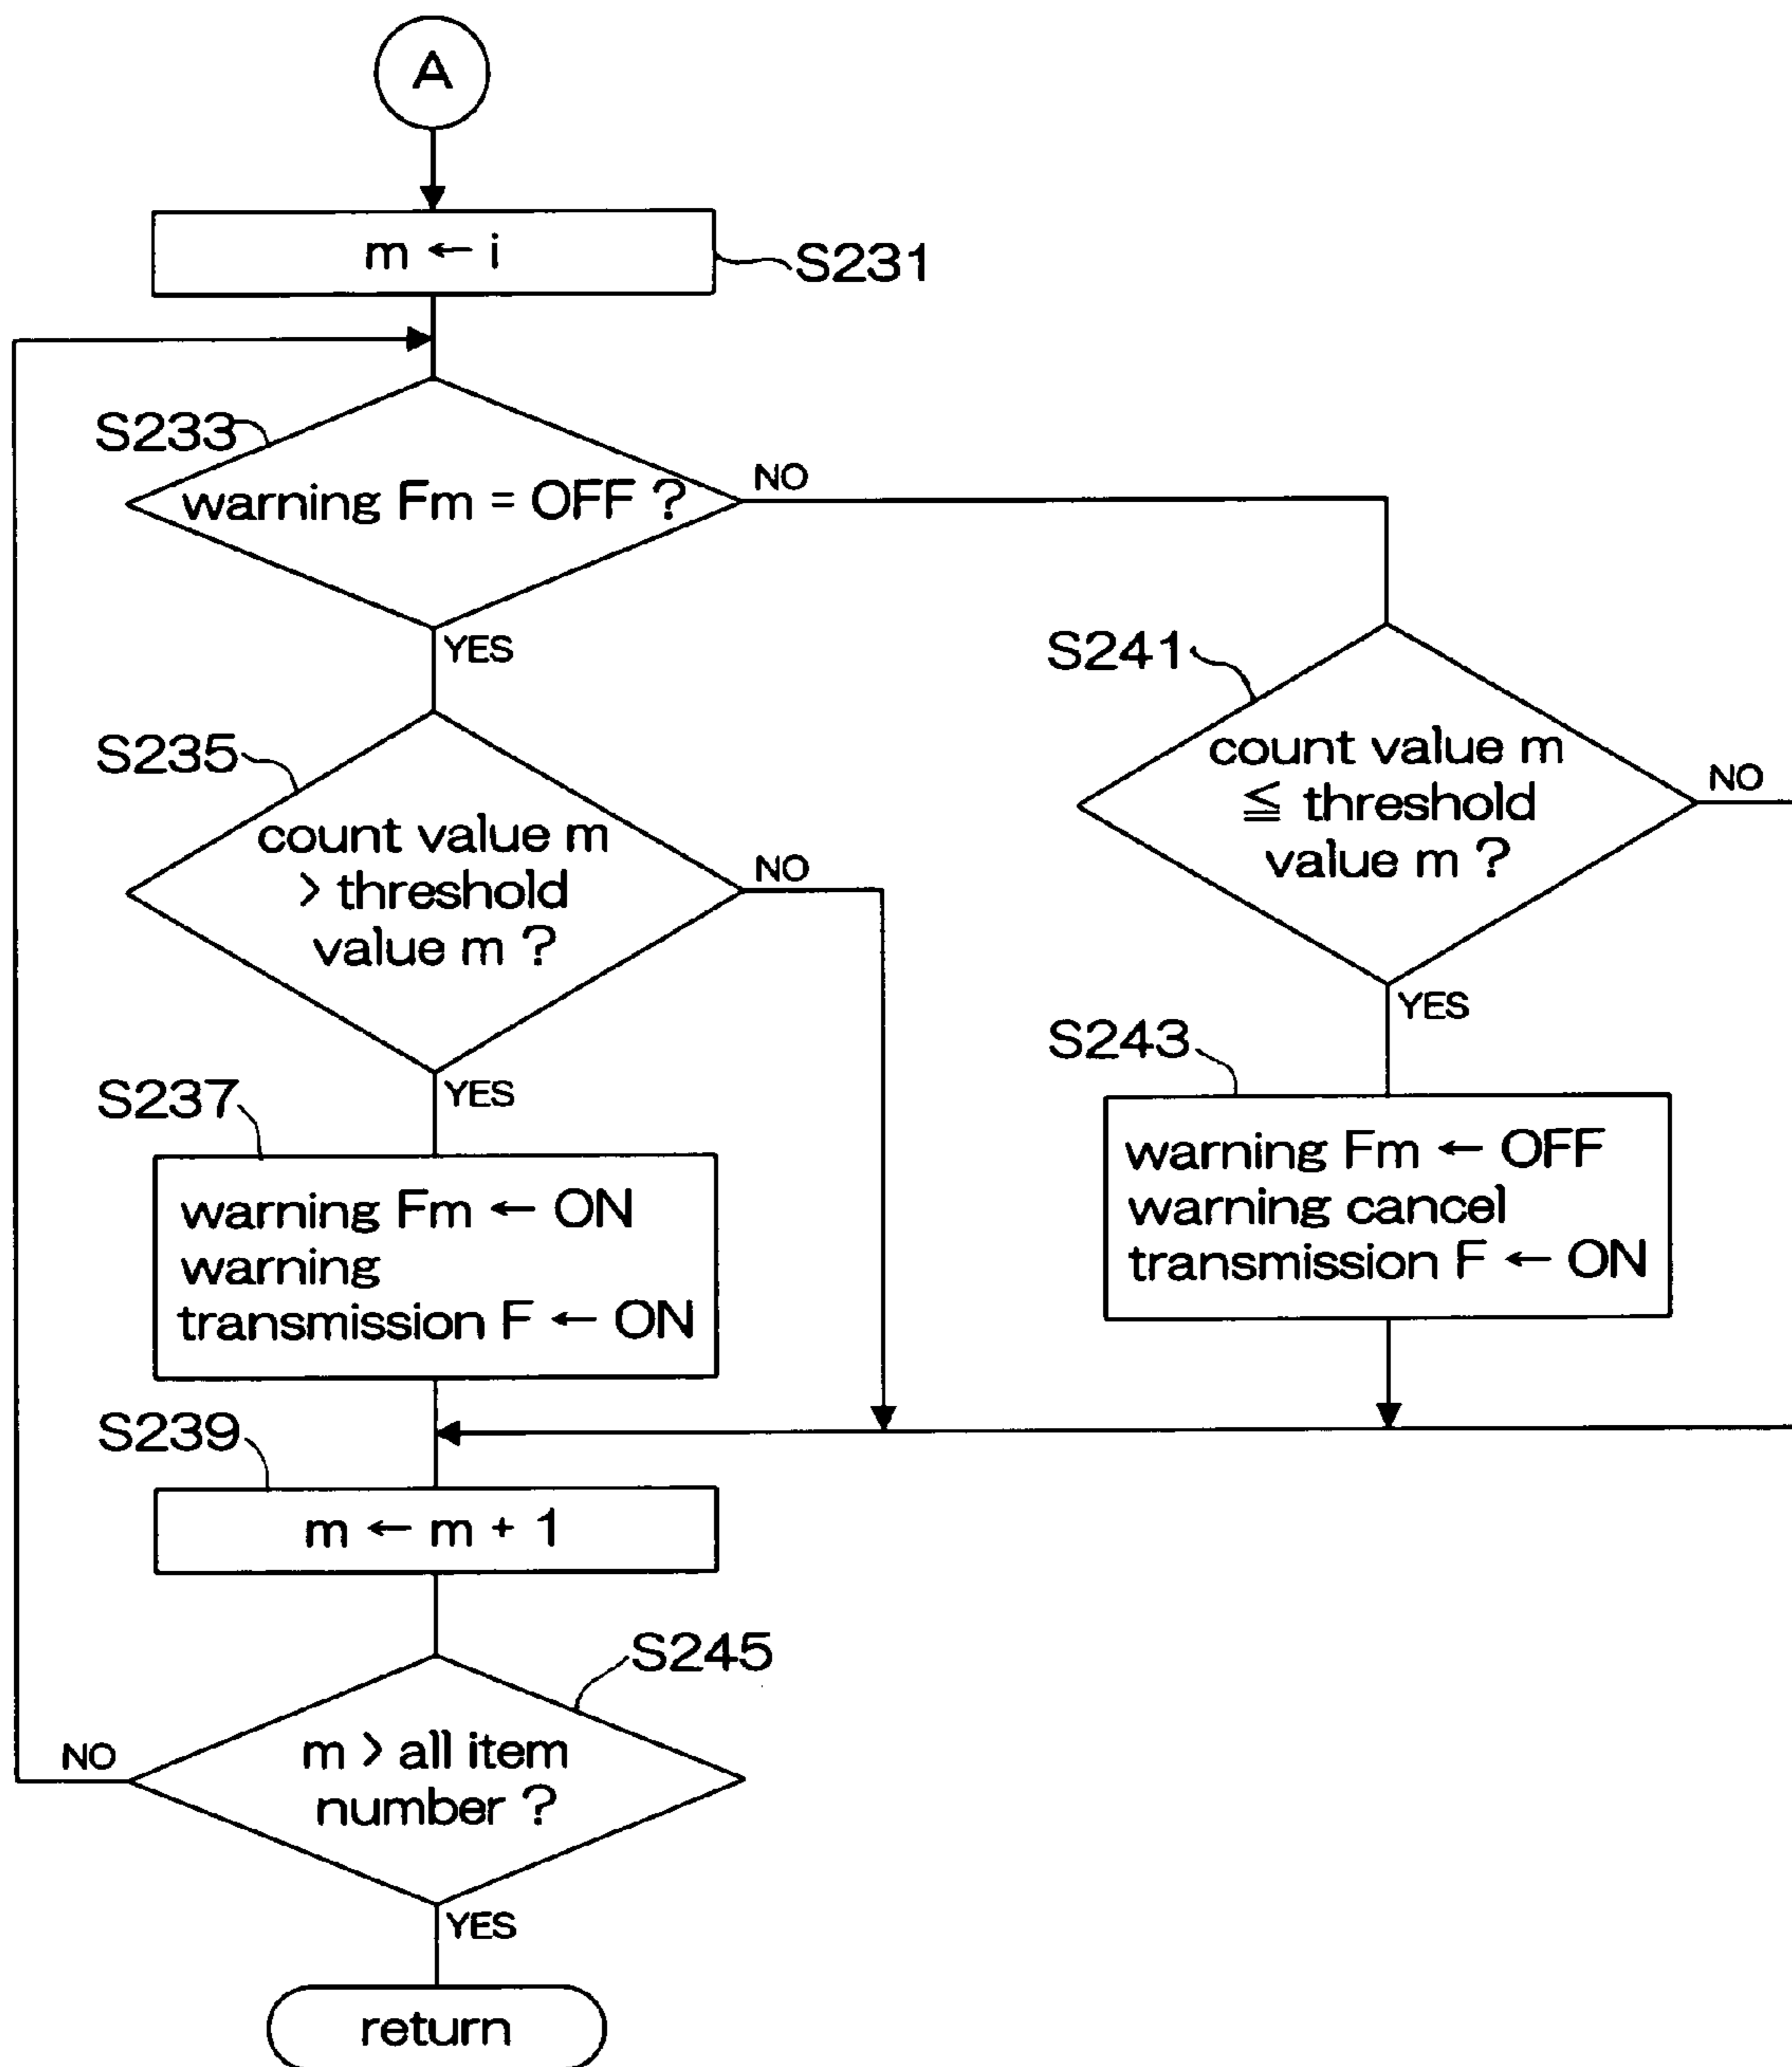 A
m ← i
S231
S233
warning Fm = OFF ?
NO
YES
S235
count value m
> threshold
value m ?
NO
YES
S241
count value m
≦ threshold
value m ?
NO
YES
S243
warning Fm ← OFF
warning cancel
transmission F ← ON
S237
warning Fm ← ON
warning
transmission F ← ON
S239
m ← m + 1
S245
m > all item
number ?
NO
YES
return